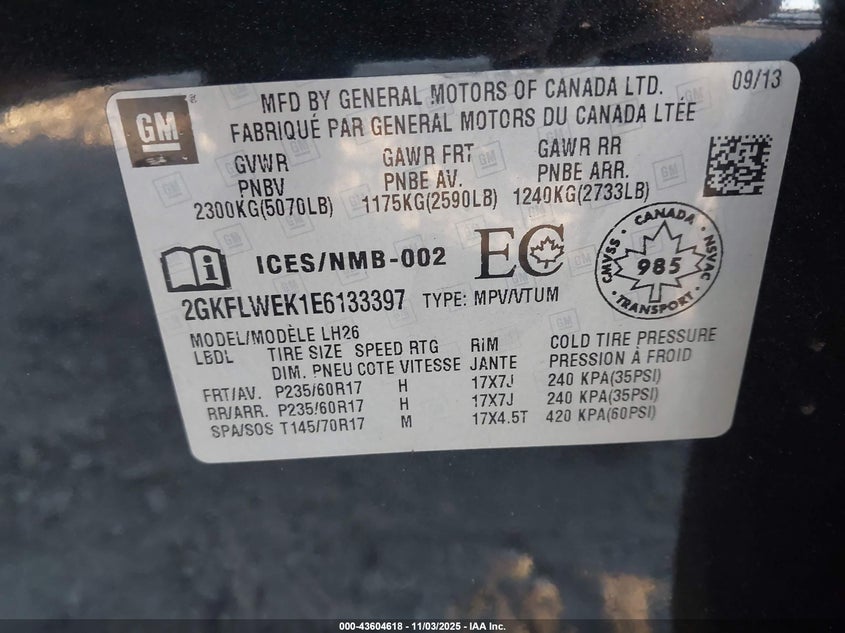 GM
MFD BY GENERAL MOTORS OF CANADA LTD. 09/13
FABRIQUÉ PAR GENERAL MOTORS DU CANADA LTÉE
GVWR GAWR FRT GAWR RR
PNBV PNBE AV. PNBE ARR.
2300KG(5070LB) 1175KG(2590LB) 1240KG(2733LB)
ICES/NMB-002 EC
CANADA
CMVSS 985 NSVAC
TRANSPORT
2GKFLWEK1E6133397 TYPE: MPV/VTUM
MODEL/MODÈLE LH26
LBDL TIRE SIZE SPEED RTG RIM COLD TIRE PRESSURE
DIM. PNEU COTE VITESSE JANTE PRESSION À FROID
FRT/AV. P235/60R17 H 17X7J 240 KPA(35PSI)
RR/ARR. P235/60R17 H 17X7J 240 KPA(35PSI)
SPA/SOS T145/70R17 M 17X4.5T 420 KPA(60PSI)
000-43604618 - 11/03/2025 - IAA Inc.